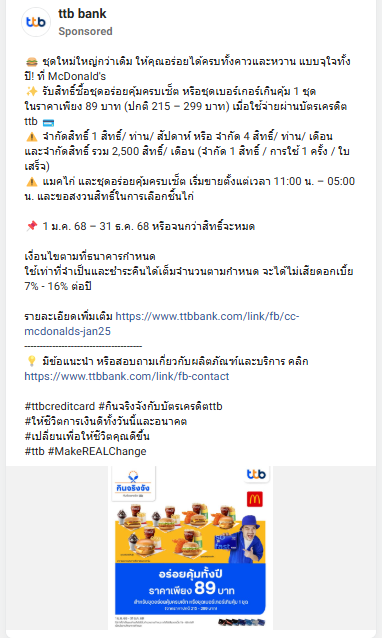 ttb bank
Sponsored
🍔 ชุดใหม่ใหญ่กว่าเดิม ให้คุณอร่อยได้ครบทั้งคาวและหวาน แบบจุใจทั้ง
ปี! ที่ McDonald's
✨ รับสิทธิ์ซื้อชุดอร่อยคุ้มครบเซ็ต หรือชุดเบอร์เกอร์เกินคุ้ม 1 ชุด
ในราคาเพียง 89 บาท (ปกติ 215 – 299 บาท) เมื่อใช้จ่ายผ่านบัตรเครดิต
ttb 💳
⚠️ จำกัดสิทธิ์ 1 สิทธิ์/ ท่าน/ สัปดาห์ หรือ จำกัด 4 สิทธิ์/ ท่าน/ เดือน
และจำกัดสิทธิ์ รวม 2,500 สิทธิ์/ เดือน (จำกัด 1 สิทธิ์ / การใช้ 1 ครั้ง / ใบ
เสร็จ)
⚠️ แมคไก่ และชุดอร่อยคุ้มครบเซ็ต เริ่มขายตั้งแต่เวลา 11:00 น. – 05:00
น. และขอสงวนสิทธิ์ในการเลือกชิ้นไก่
📌 1 ม.ค. 68 – 31 ธ.ค. 68 หรือจนกว่าสิทธิ์จะหมด
เงื่อนไขตามที่ธนาคารกำหนด
ใช้เท่าที่จำเป็นและชำระคืนได้เต็มจำนวนตามกำหนด จะได้ไม่เสียดอกเบี้ย
7% - 16% ต่อปี
รายละเอียดเพิ่มเติม https://www.ttbbank.com/link/fb/cc-
mcdonalds-jan25
-------------------------------------
💡 มีข้อแนะนำ หรือสอบถามเกี่ยวกับผลิตภัณฑ์และบริการ คลิก
https://www.ttbbank.com/link/fb-contact
#ttbcreditcard #กินจริงจังกับบัตรเครดิตttb
#ให้ชีวิตการเงินดีทั้งวันนี้และอนาคต
#เปลี่ยนเพื่อให้ชีวิตคุณดีขึ้น
#ttb #MakeREALChange
กินจริงจัง
ttb
อร่อยคุ้มทั้งปี
ราคาเพียง 89 บาท